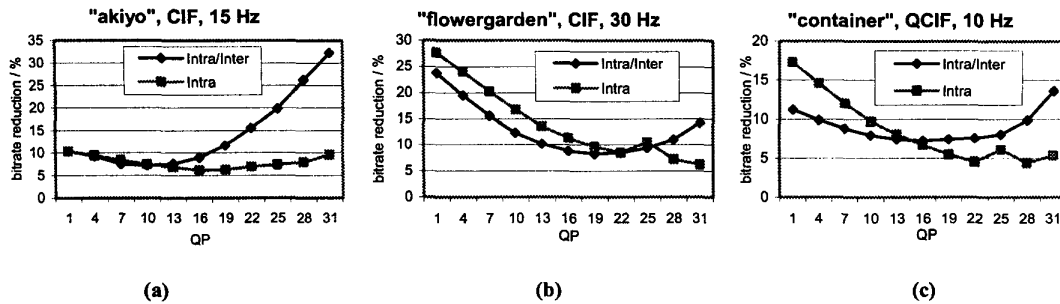 "akiyo", CIF, 15 Hz
bitrate reduction / %
35
30
25
20
15
10
5
0
Intra/Inter
Intra
1 4 7 10 13 16 19 22 25 28 31
QP
(a)
"flowergarden", CIF, 30 Hz
bitrate reduction / %
30
25
20
15
10
5
0
Intra/Inter
Intra
1 4 7 10 13 16 19 22 25 28 31
QP
(b)
"container", QCIF, 10 Hz
bitrate reduction / %
20
15
10
5
0
Intra/Inter
Intra
1 4 7 10 13 16 19 22 25 28 31
QP
(c)